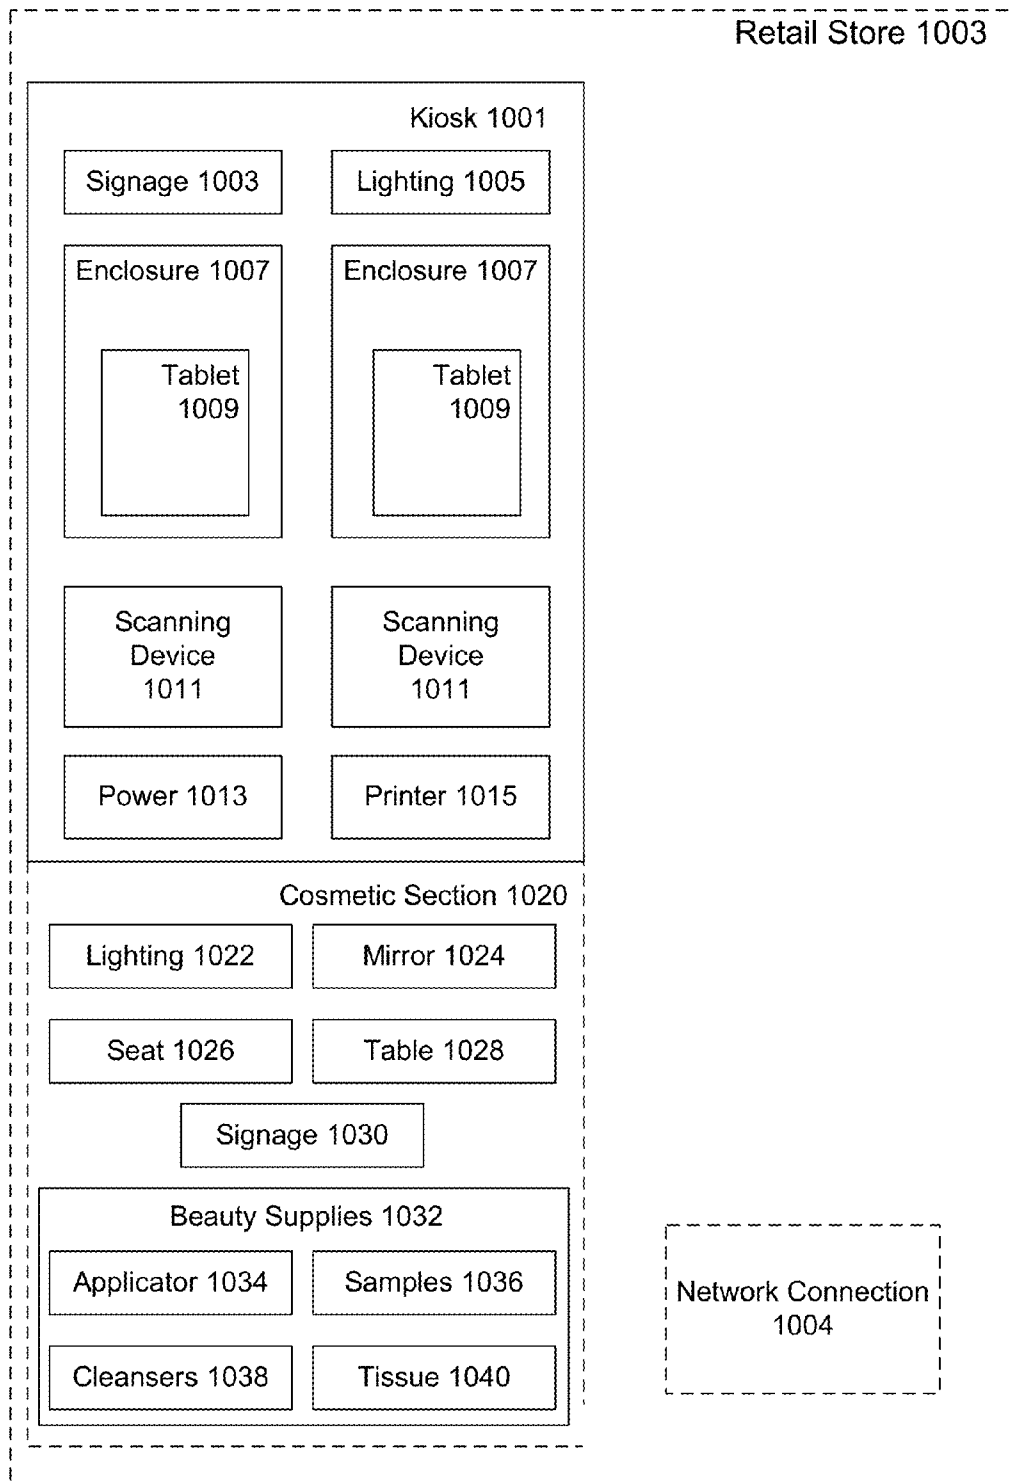 Retail Store 1003
Kiosk 1001
Signage 1003
Lighting 1005
Enclosure 1007
Enclosure 1007
Tablet
1009
Tablet
1009
Scanning
Device
1011
Scanning
Device
1011
Power 1013
Printer 1015
Cosmetic Section 1020
Lighting 1022
Mirror 1024
Seat 1026
Table 1028
Signage 1030
Beauty Supplies 1032
Applicator 1034
Samples 1036
Cleansers 1038
Tissue 1040
Network Connection
1004